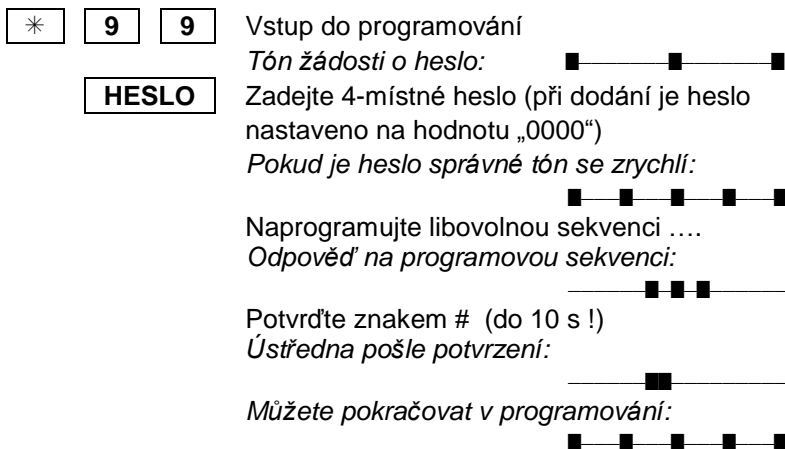 ✳ 9 9 Vstup do programování
Tón žádosti o heslo:
HESLO Zadejte 4-místné heslo (při dodání je heslo
nastaveno na hodnotu „0000“)
Pokud je heslo správné tón se zrychlí:
Naprogramujte libovolnou sekvenci ….
Odpověď na programovou sekvenci:
Potvrďte znakem # (do 10 s !)
Ústředna pošle potvrzení:
Můžete pokračovat v programování: